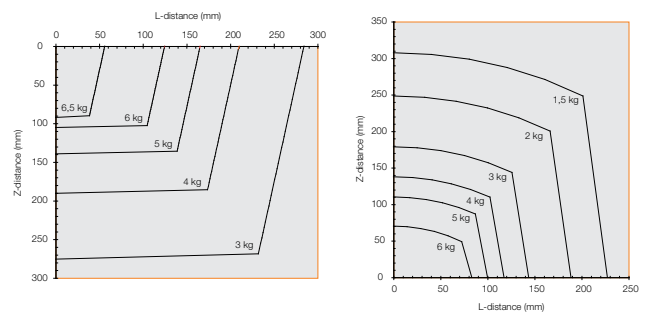 L-distance (mm)
0 50 100 150 200 250 300
0
50
100
150
200
250
300
Z-distance (mm)
6,5 kg
6 kg
5 kg
4 kg
3 kg
350
300
250
200
150
100
50
0
Z-distance (mm)
1,5 kg
2 kg
3 kg
4 kg
5 kg
6 kg
0 50 100 150 200 250
L-distance (mm)